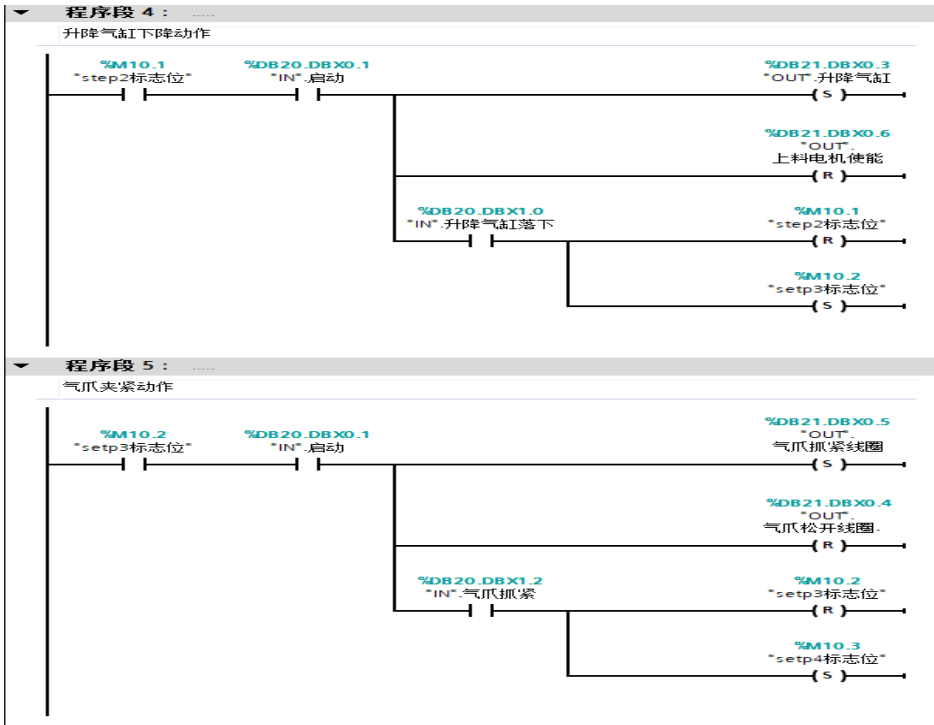 程序段 4： .....
升降气缸下降动作
%M10.1
"step2标志位"
%DB20.DBX0.1
"IN".启动
%DB21.DBX0.3
"OUT".升降气缸
( S )
%DB21.DBX0.6
"OUT".
上料电机使能
( R )
%DB20.DBX1.0
"IN".升降气缸落下
%M10.1
"step2标志位"
( R )
%M10.2
"setp3标志位"
( S )
程序段 5： .....
气爪夹紧动作
%M10.2
"setp3标志位"
%DB20.DBX0.1
"IN".启动
%DB21.DBX0.5
"OUT".
气爪抓紧线圈
( S )
%DB21.DBX0.4
"OUT".
气爪松开线圈.
( R )
%DB20.DBX1.2
"IN".气爪抓紧
%M10.2
"setp3标志位"
( R )
%M10.3
"setp4标志位"
( S )